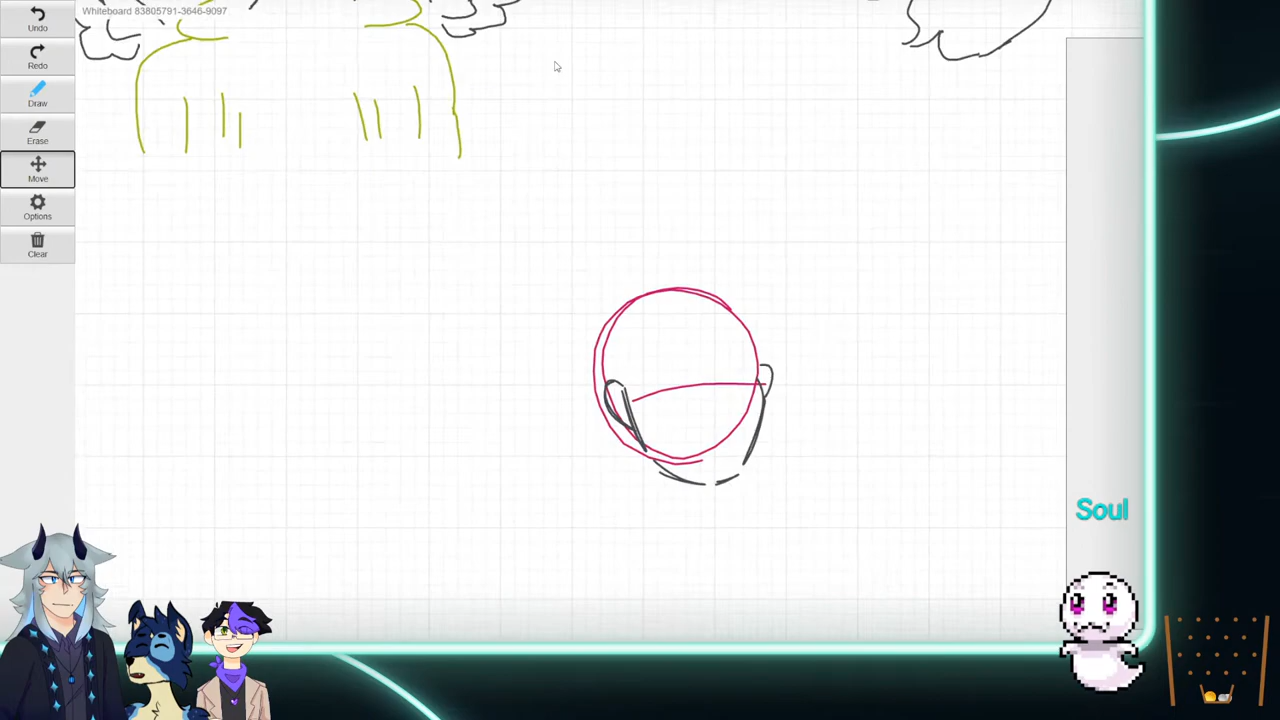 Whiteboard 83805791-3646-9097
Undo
Redo
Draw
Erase
Move
Options
Clear
Soul